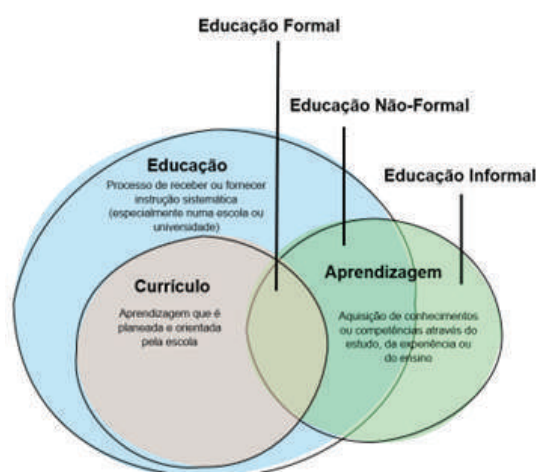 Educação Formal
Educação Não-Formal
Educação Informal
Educação
Processo de receber ou fornecer
instrução sistemática
(especialmente numa escola ou
universidade)
Currículo
Aprendizagem que é
planeada e orientada
pela escola
Aprendizagem
Aquisição de conhecimentos
ou competências através do
estudo, da experiência ou
do ensino